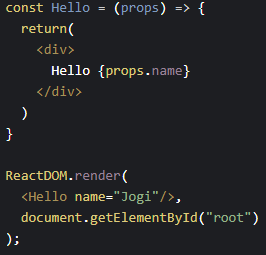 const Hello = (props) => {
  return(
    <div>
      Hello {props.name}
    </div>
  )
}

ReactDOM.render(
  <Hello name="Jogi"/>,
  document.getElementById("root")
);